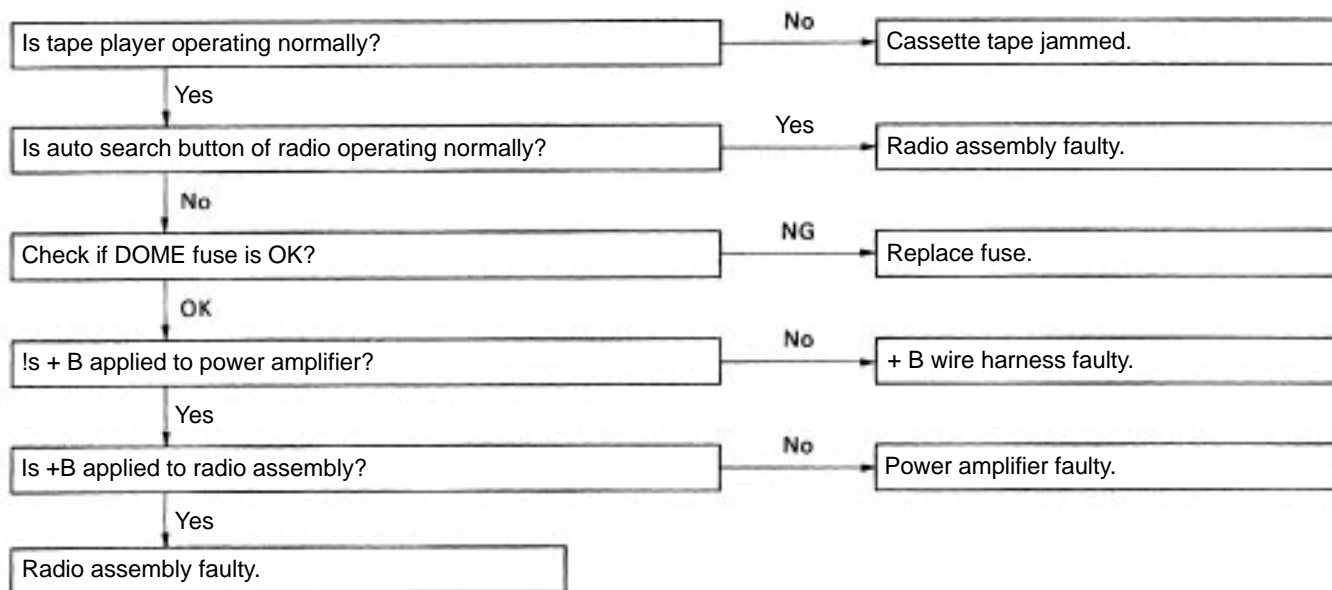 Is tape player operating normally?
No
Cassette tape jammed.
Yes
Is auto search button of radio operating normally?
Yes
Radio assembly faulty.
No
Check if DOME fuse is OK?
NG
Replace fuse.
OK
!s + B applied to power amplifier?
No
+ B wire harness faulty.
Yes
Is +B applied to radio assembly?
No
Power amplifier faulty.
Yes
Radio assembly faulty.